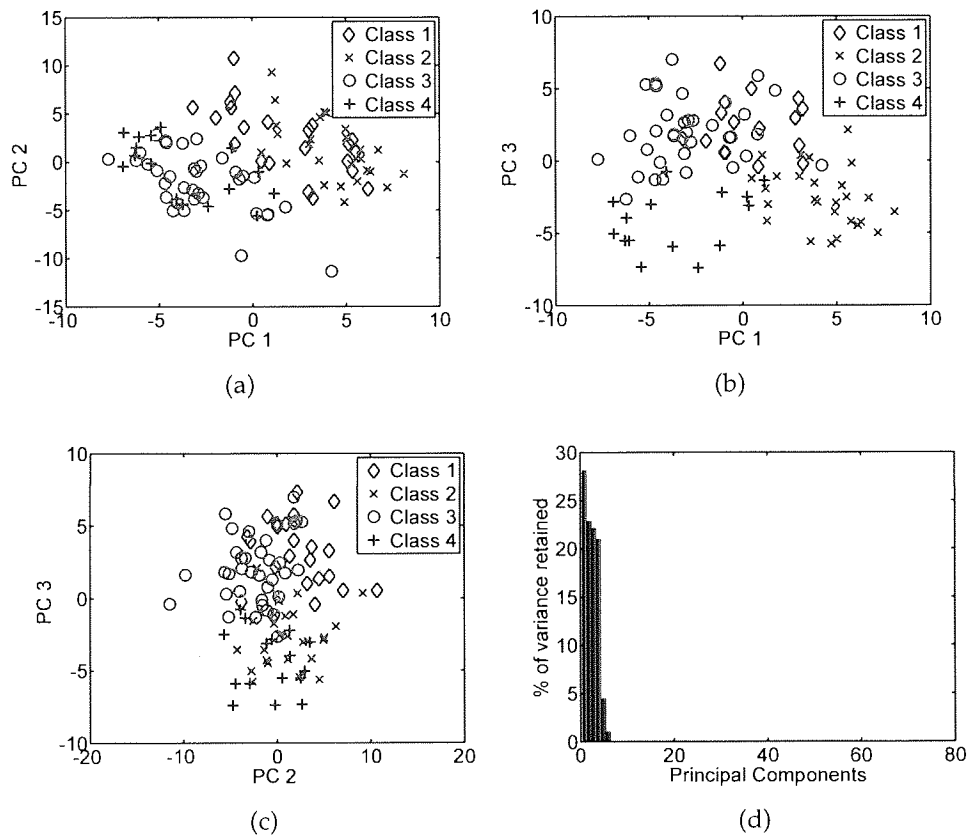 15
10
5
0
-5
-10
15
-10
-5
0
5
10
PC 2
PC 1
◇ Class 1
× Class 2
○ Class 3
+ Class 4
(a)
10
5
0
-5
-10
-10
-5
0
5
10
PC 3
PC 1
◇ Class 1
× Class 2
○ Class 3
+ Class 4
(b)
10
5
0
-5
-10
-20
-10
0
10
20
PC 3
PC 2
◇ Class 1
× Class 2
○ Class 3
+ Class 4
(c)
30
25
20
15
10
5
0
0
20
40
60
80
% of variance retained
Principal Components
(d)